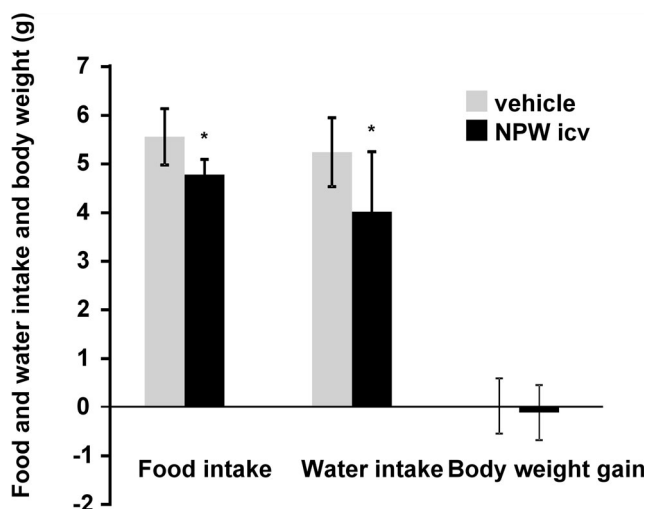 Food and water intake and body weight (g)
7
6
5
4
3
2
1
0
-1
-2
vehicle
NPW icv
*
*
Food intake
Water intake
Body weight gain